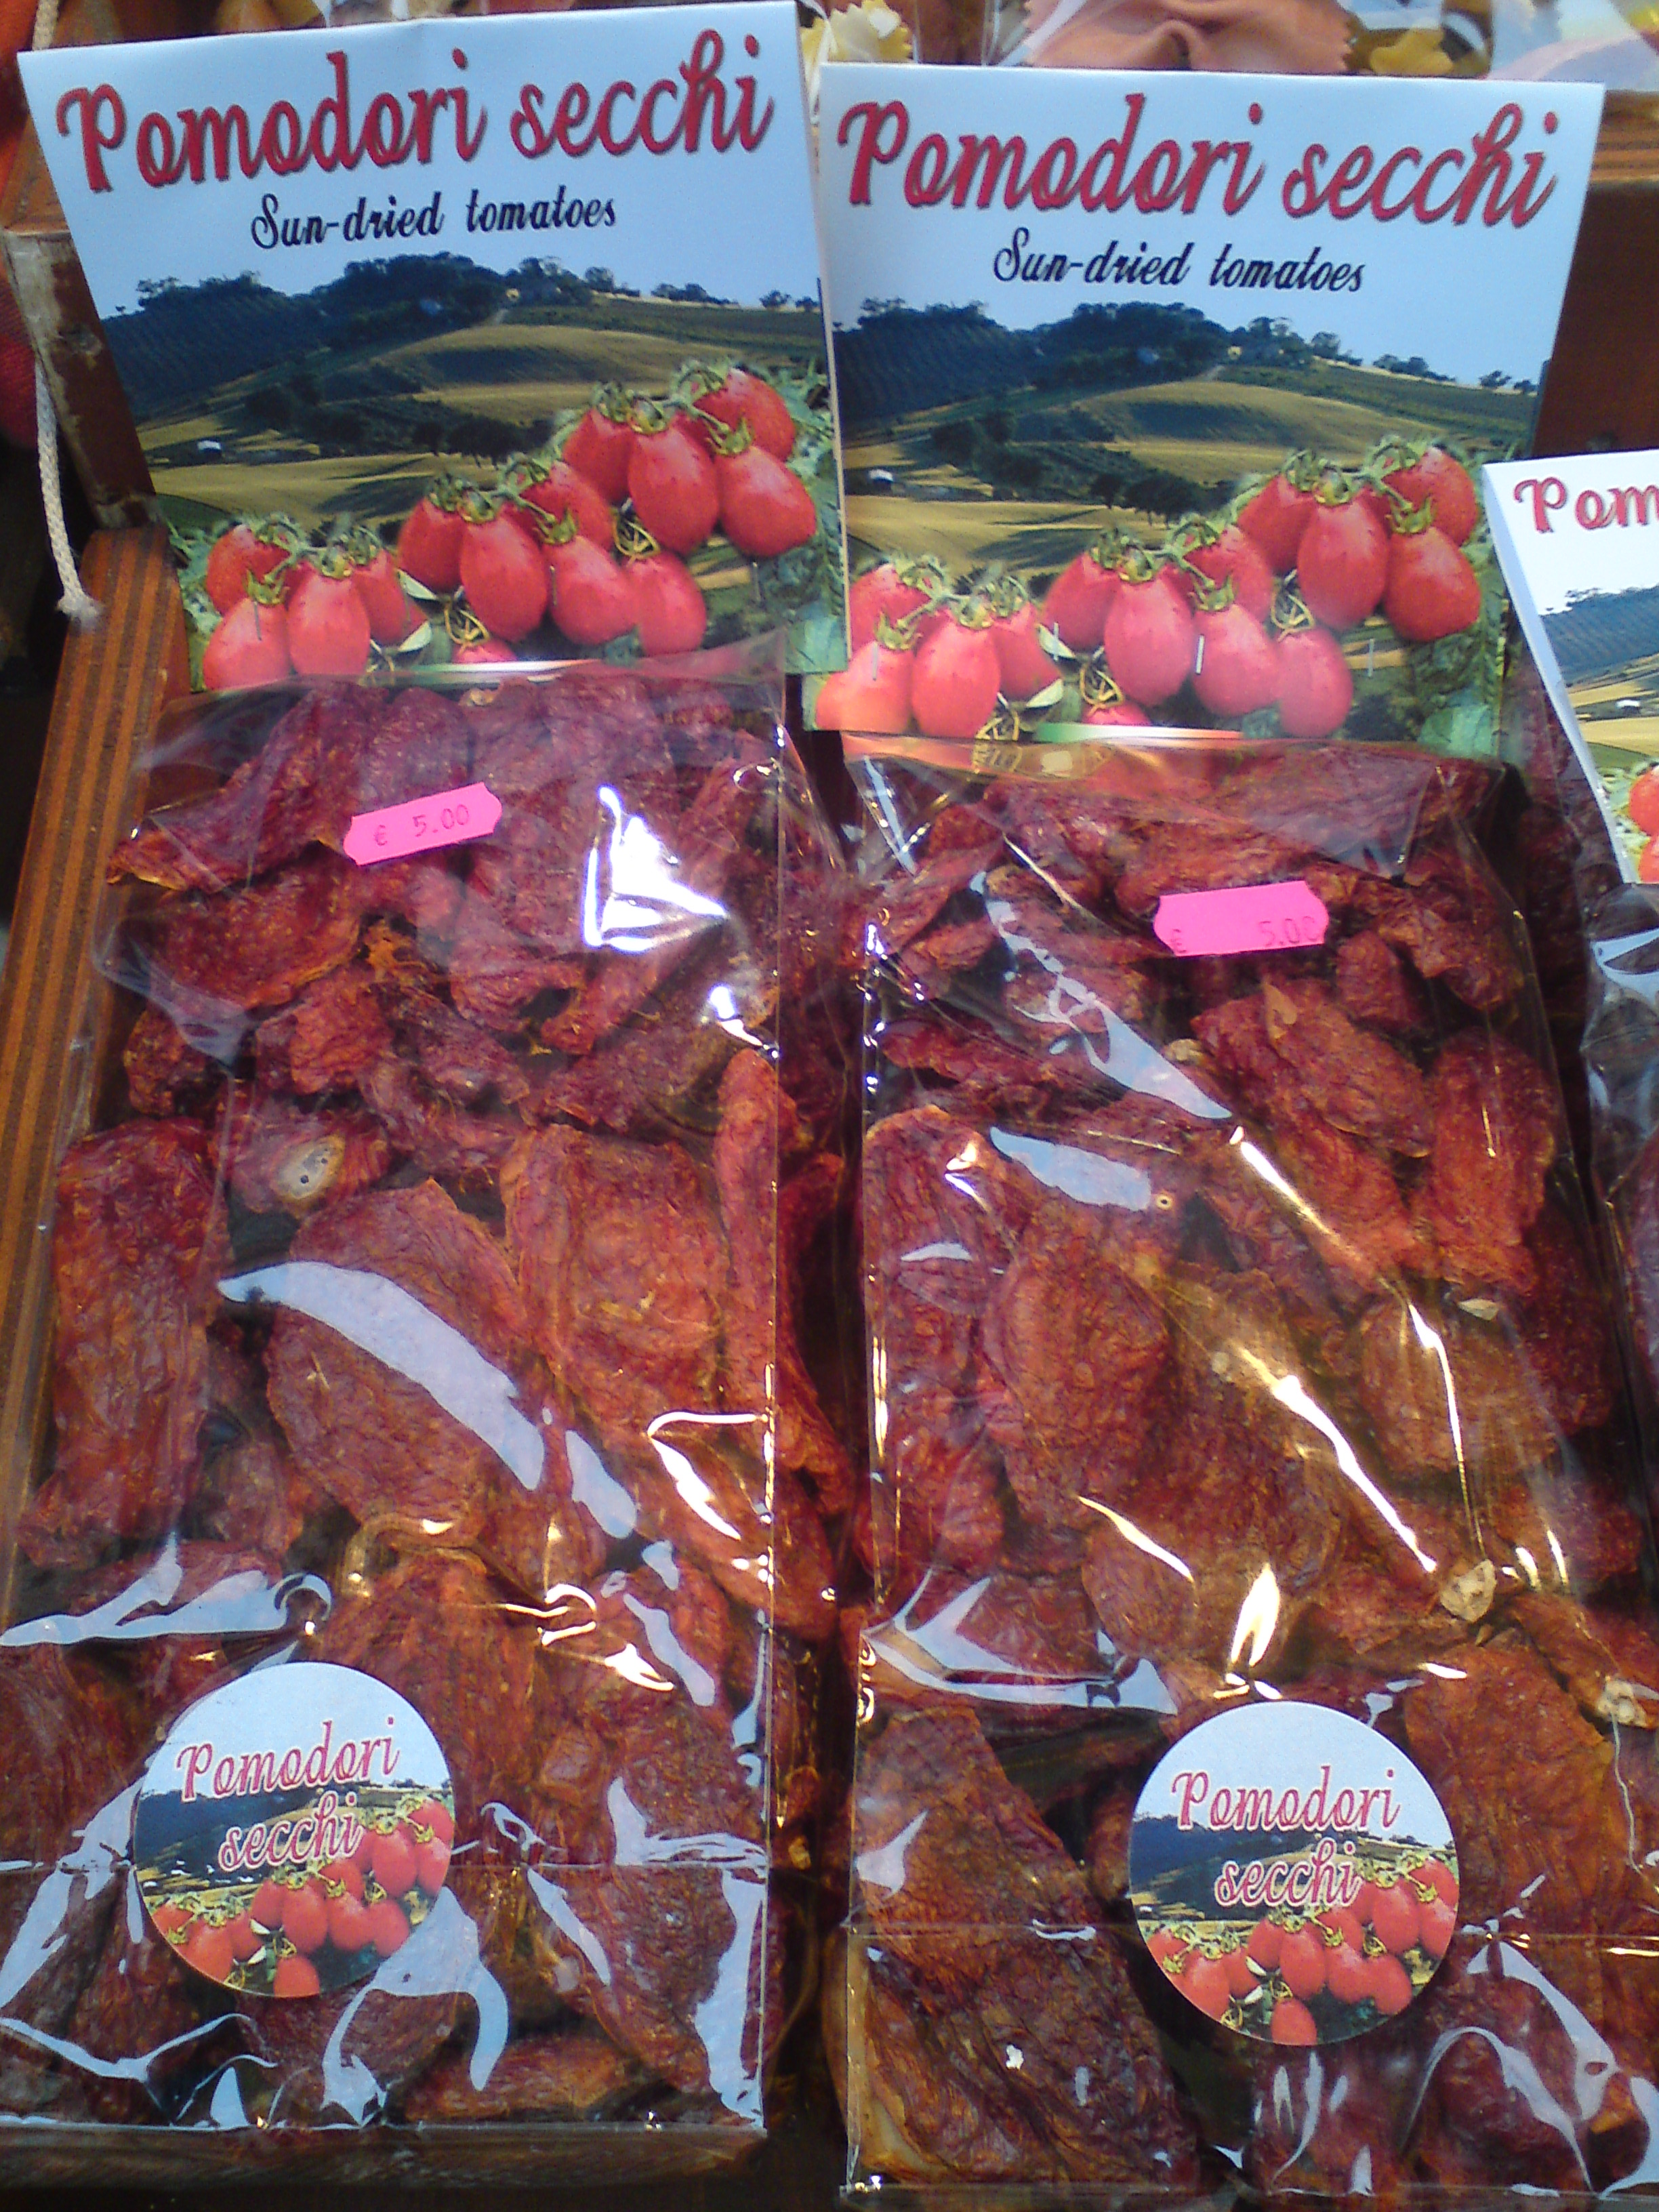 Pomodori secchi
Sun-dried tomatoes
Pomodori secchi
Sun-dried tomatoes
Pom
€ 5.00
€ 5.00
Pomodori
secchi
Pomodori
secchi